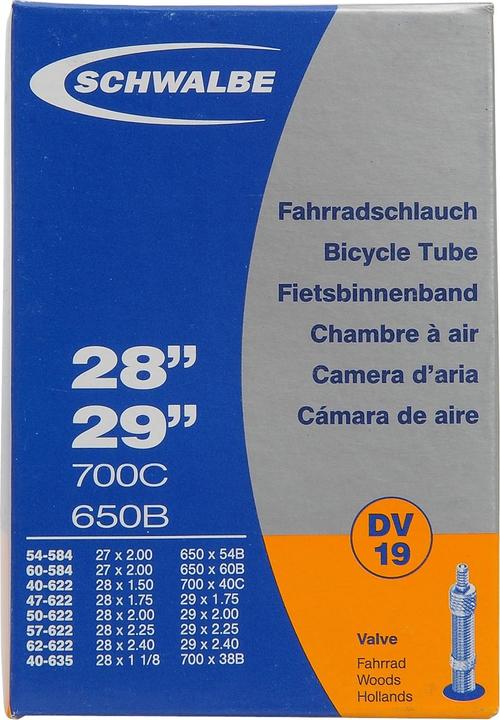 SCHWALBE
Fahrradschlauch
Bicycle Tube
Fietsbinnenband
Chambre à air
Camera d'aria
Cámara de aire
28”
29”
700C
650B
54-584 27 x 2.00 650 x 54B
60-584 28 x 2.00 650 x 60B
40-622 28 x 1.50 700 x 40C
47-622 28 x 1.75 29 x 1.75
50-622 28 x 2.00 29 x 2.00
57-622 28 x 2.25 29 x 2.25
62-622 28 x 2.40 29 x 2.40
40-635 28 x 1 1/8 700 x 38B
DV
19
Valve
Fahrrad
Woods
Hollands